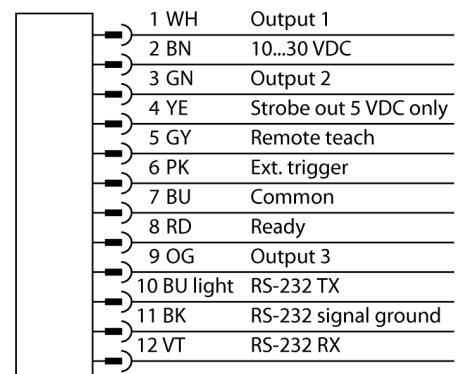 1 WH Output 1
2 BN 10...30 VDC
3 GN Output 2
4 YE Strobe out 5 VDC only
5 GY Remote teach
6 PK Ext. trigger
7 BU Common
8 RD Ready
9 OG Output 3
10 BU light RS-232 TX
11 BK RS-232 signal ground
12 VT RS-232 RX